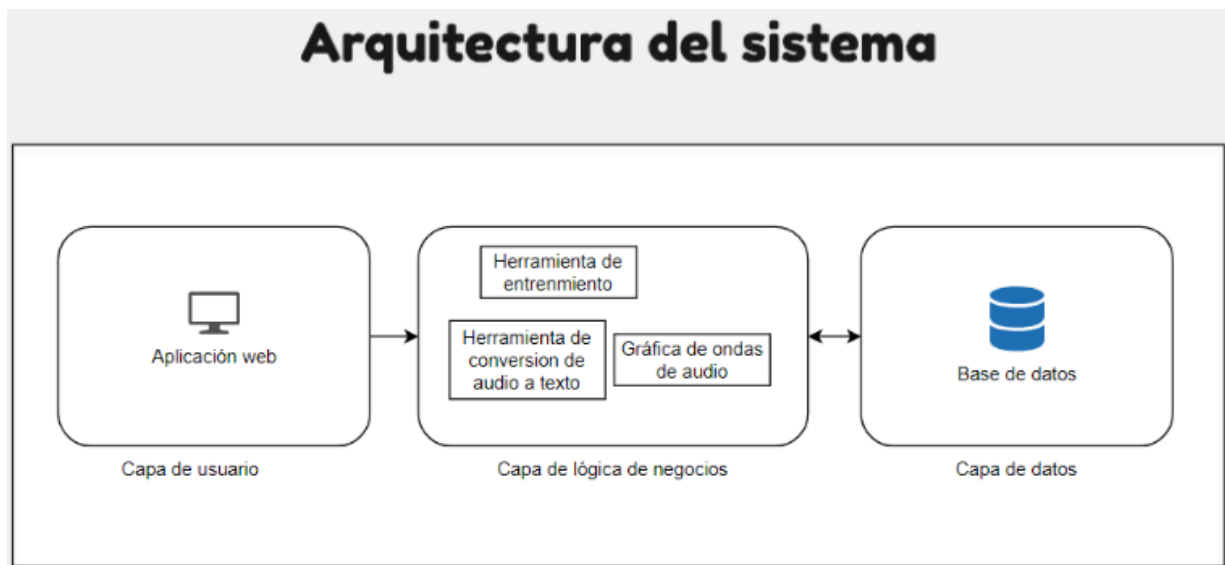 Arquitectura del sistema
Aplicación web
Capa de usuario
Herramienta de
entrenmiento
Herramienta de
conversion de
audio a texto
Gráfica de ondas
de audio
Capa de lógica de negocios
Base de datos
Capa de datos